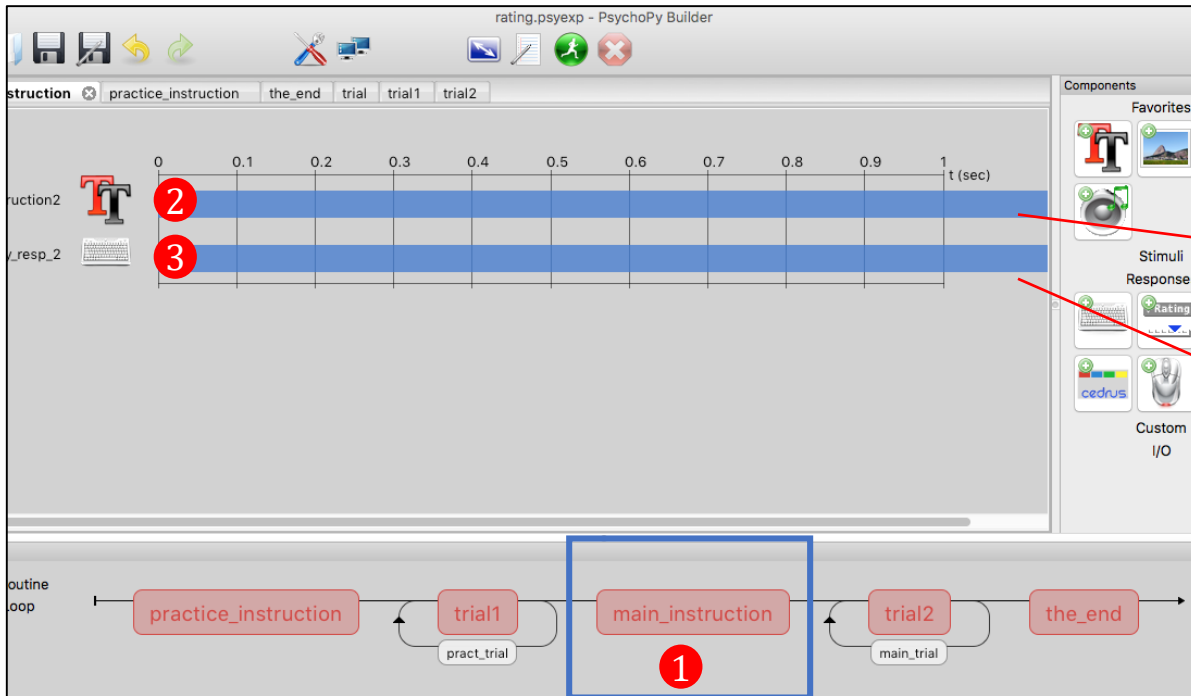 rating.psyexp - PsychoPy Builder
struction practice_instruction the_end trial trial1 trial2
Components
Favorites
0 0.1 0.2 0.3 0.4 0.5 0.6 0.7 0.8 0.9 1
t (sec)
ruction2 2
y_resp_2 3
Stimuli
Response
Rating
cedrus
Custom
I/O
outine
oop
practice_instruction trial1 main_instruction trial2 the_end
pract_trial main_trial
1